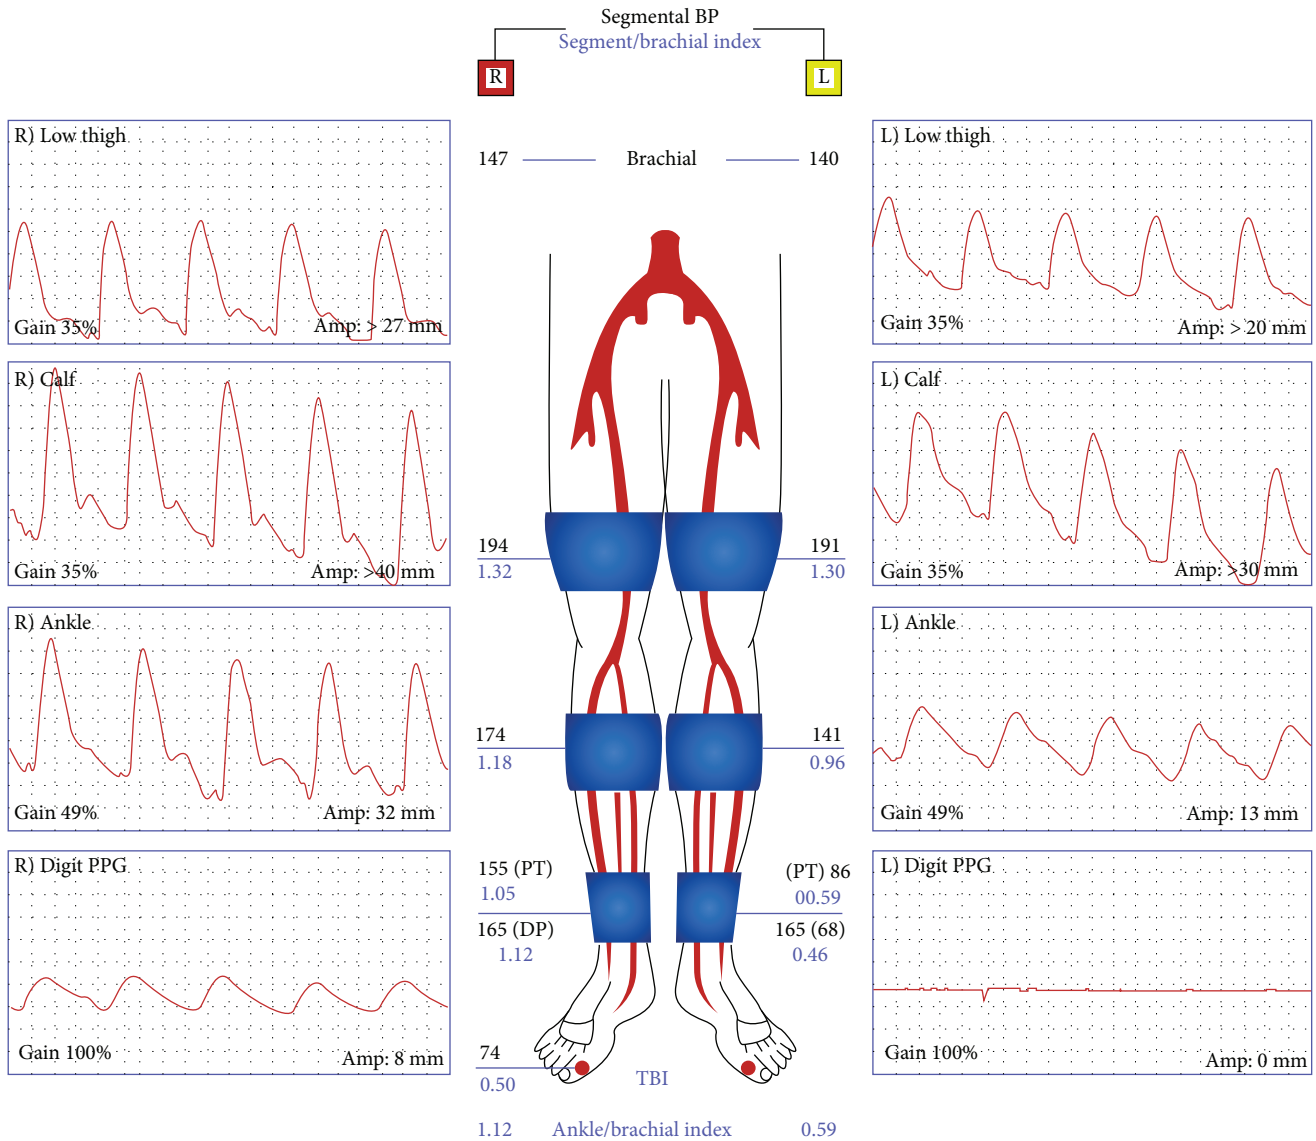 Segmental BP
Segment/brachial index
R
L
R) Low thigh
Gain 35%
Amp: > 27 mm
147
Brachial
140
L) Low thigh
Gain 35%
Amp: > 20 mm
R) Calf
Gain 35%
Amp: >40 mm
194
1.32
191
1.30
L) Calf
Gain 35%
Amp: >30 mm
R) Ankle
Gain 49%
Amp: 32 mm
174
1.18
141
0.96
L) Ankle
Gain 49%
Amp: 13 mm
R) Digit PPG
Gain 100%
Amp: 8 mm
155 (PT)
1.05
165 (DP)
1.12
(PT) 86
00.59
165 (68)
0.46
L) Digit PPG
Gain 100%
Amp: 0 mm
74
0.50
TBI
1.12
Ankle/brachial index
0.59